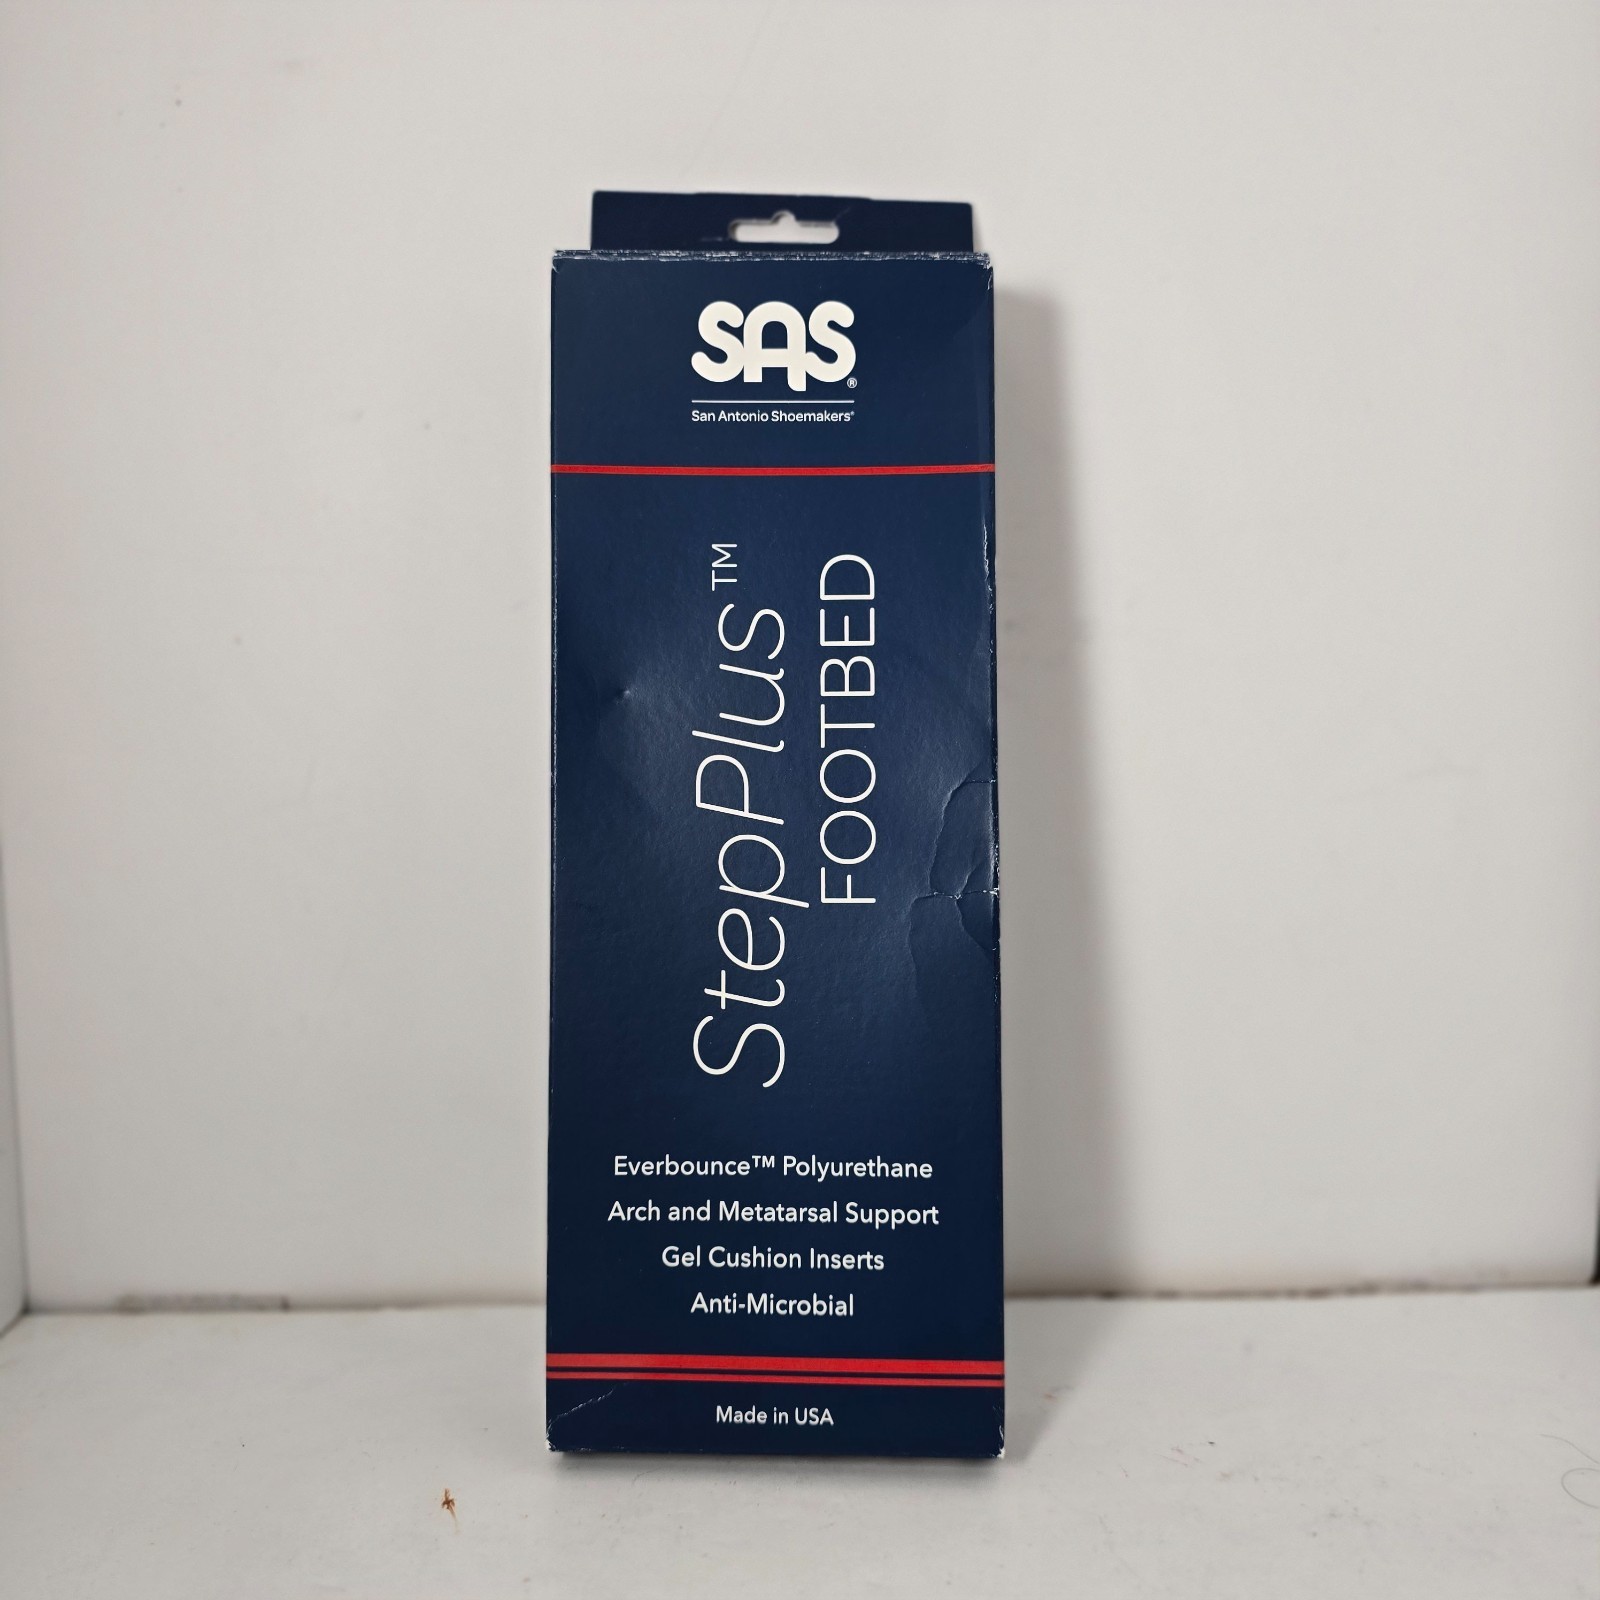 SAS®
San Antonio Shoemakers®
StepPlus™
FOOTBED
Everbounce™ Polyurethane
Arch and Metatarsal Support
Gel Cushion Inserts
Anti-Microbial
Made in USA